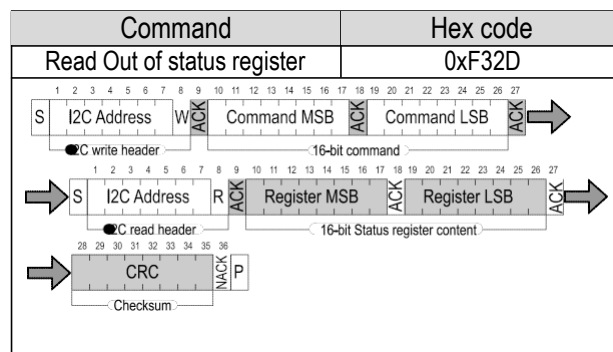 Command Hex code
Read Out of status register 0xF32D
1 2 3 4 5 6 7 8 9 10 11 12 13 14 15 16 17 18 19 20 21 22 23 24 25 26 27
S I2C Address W ACK Command MSB ACK Command LSB ACK
2C write header 16-bit command
1 2 3 4 5 6 7 8 9 10 11 12 13 14 15 16 17 18 19 20 21 22 23 24 25 26 27
S I2C Address R ACK Register MSB ACK Register LSB ACK
2C read header 16-bit Status register content
28 29 30 31 32 33 34 35 36
CRC NACK P
Checksum